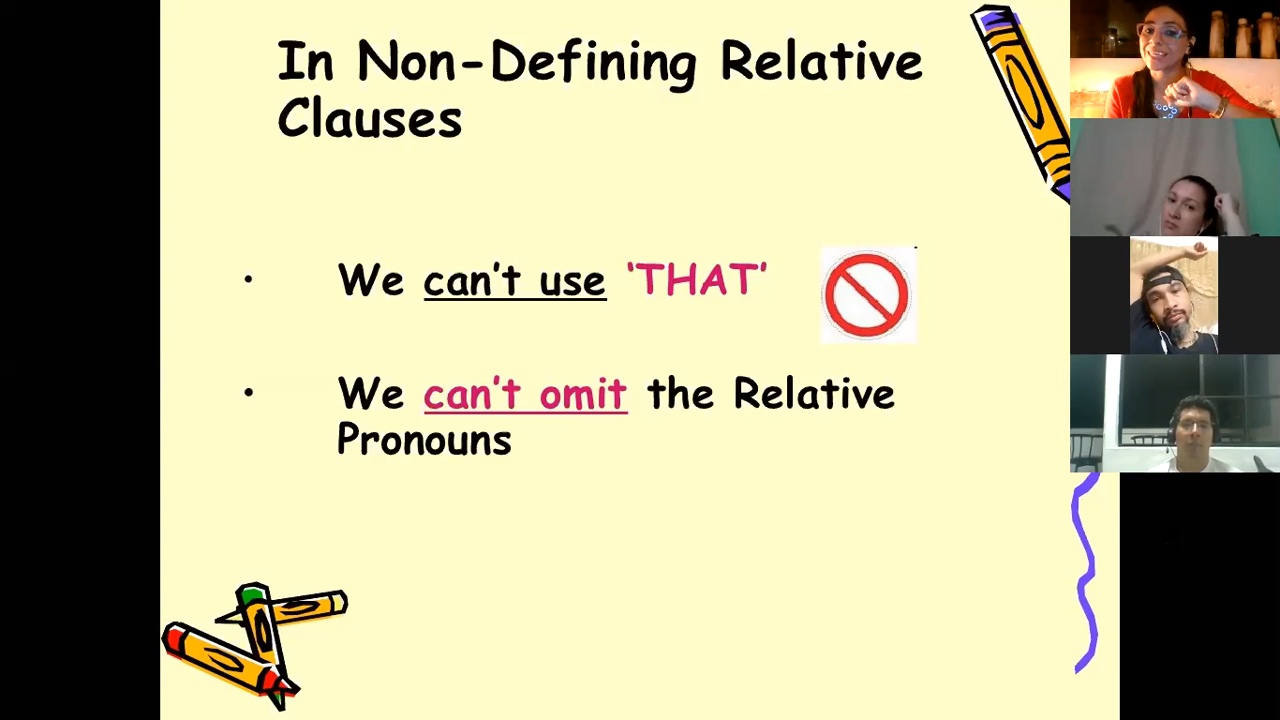 In Non-Defining Relative
Clauses
• We can't use 'THAT'
• We can't omit the Relative
Pronouns